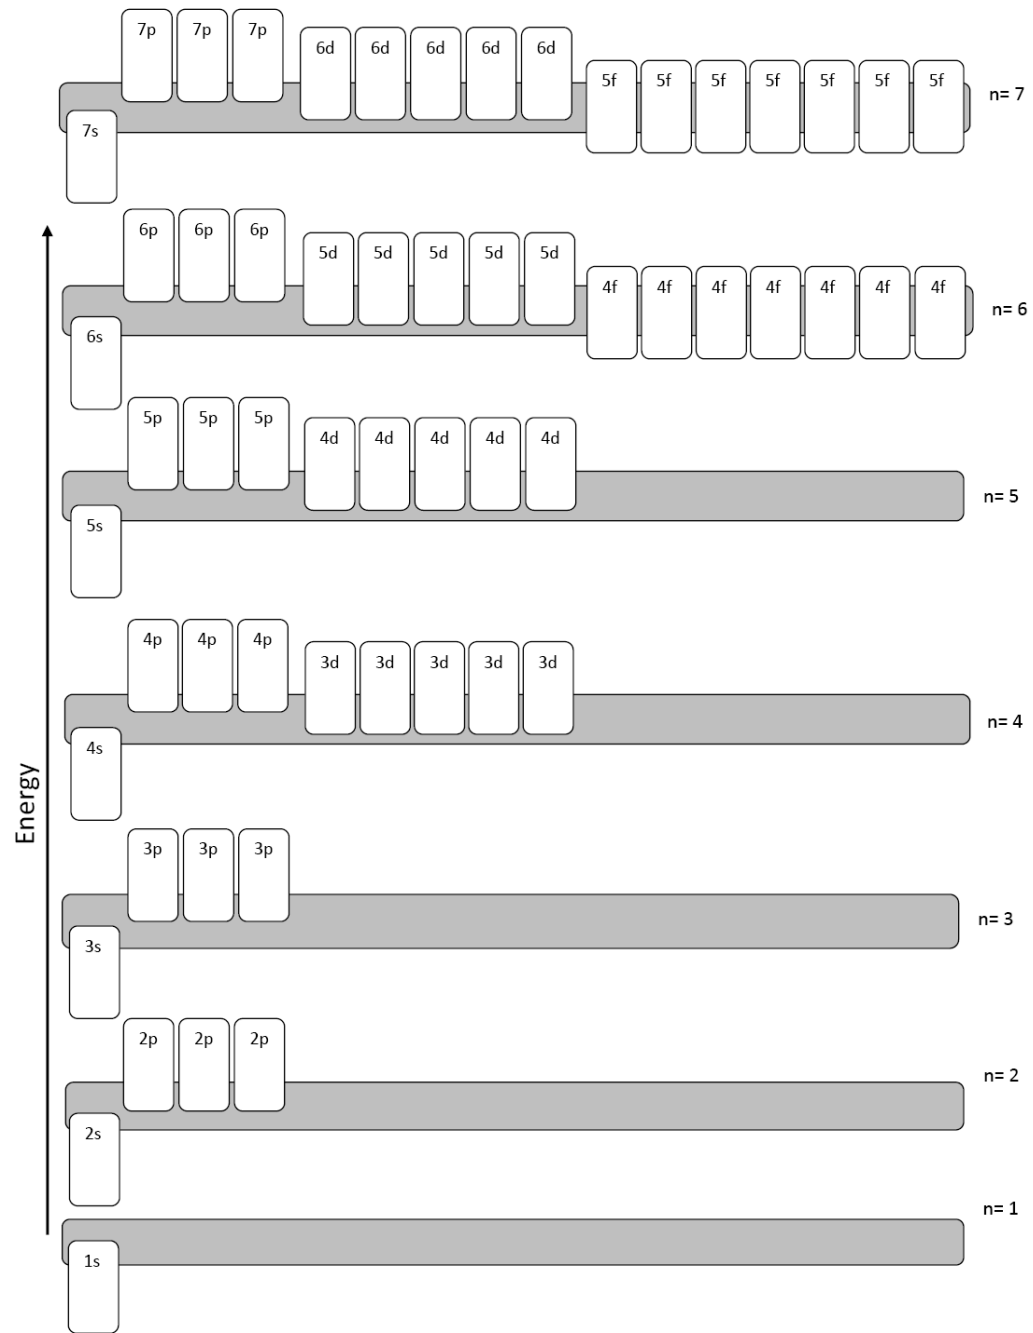 7p 7p 7p
6d 6d 6d 6d 6d
5f 5f 5f 5f 5f 5f 5f
n= 7
7s
6p 6p 6p
5d 5d 5d 5d 5d
4f 4f 4f 4f 4f 4f 4f
n= 6
6s
5p 5p 5p
4d 4d 4d 4d 4d
n= 5
5s
4p 4p 4p
3d 3d 3d 3d 3d
n= 4
4s
Energy
3p 3p 3p
n= 3
3s
2p 2p 2p
n= 2
2s
n= 1
1s